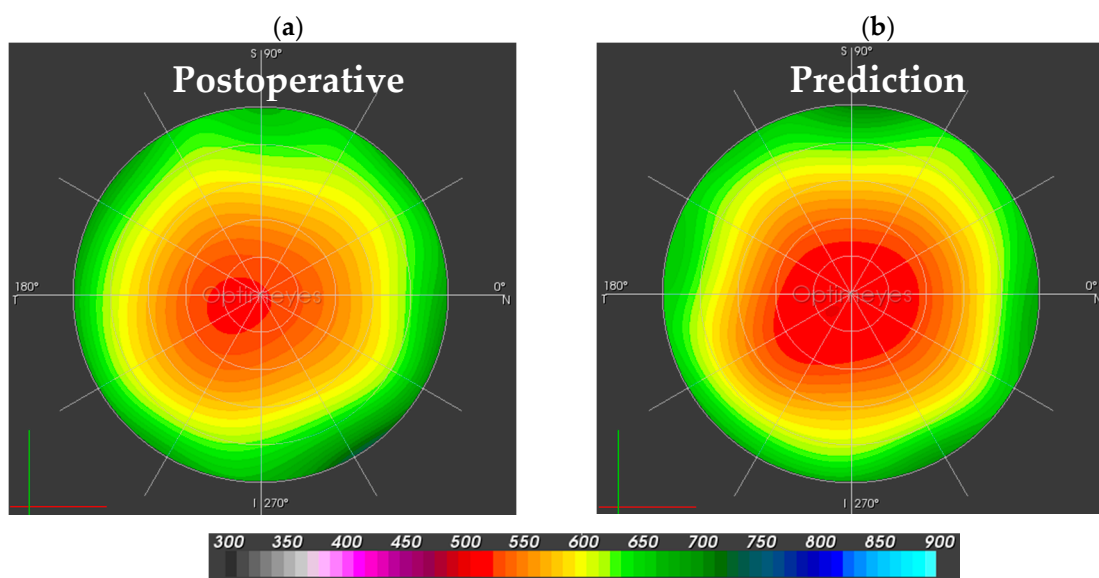 (a) (b)
S 90° S 90°
Postoperative Prediction
180° 0° 180° 0°
T N T N
Optimeyes Optimeyes
I 270° I 270°
300 350 400 450 500 550 600 650 700 750 800 850 900